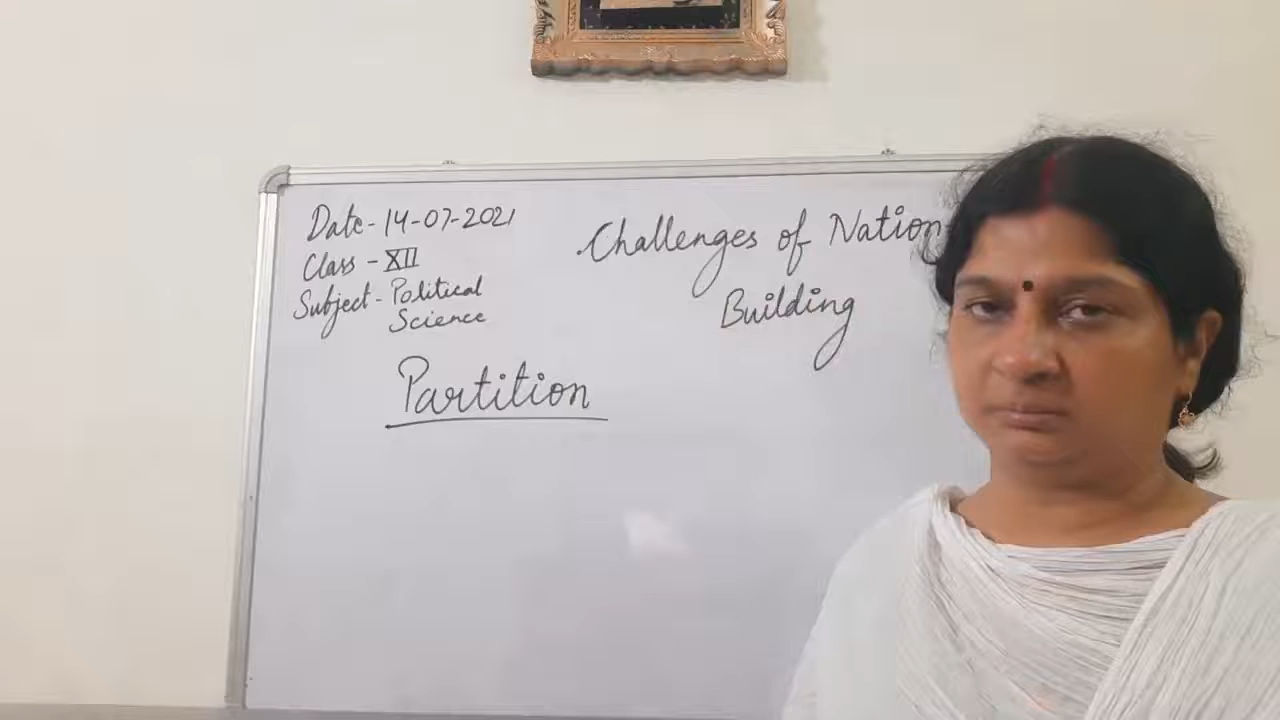 Date - 14-07-2021
Class - XII
Subject - Political
Science
Challenges of Nation
Building
Partition